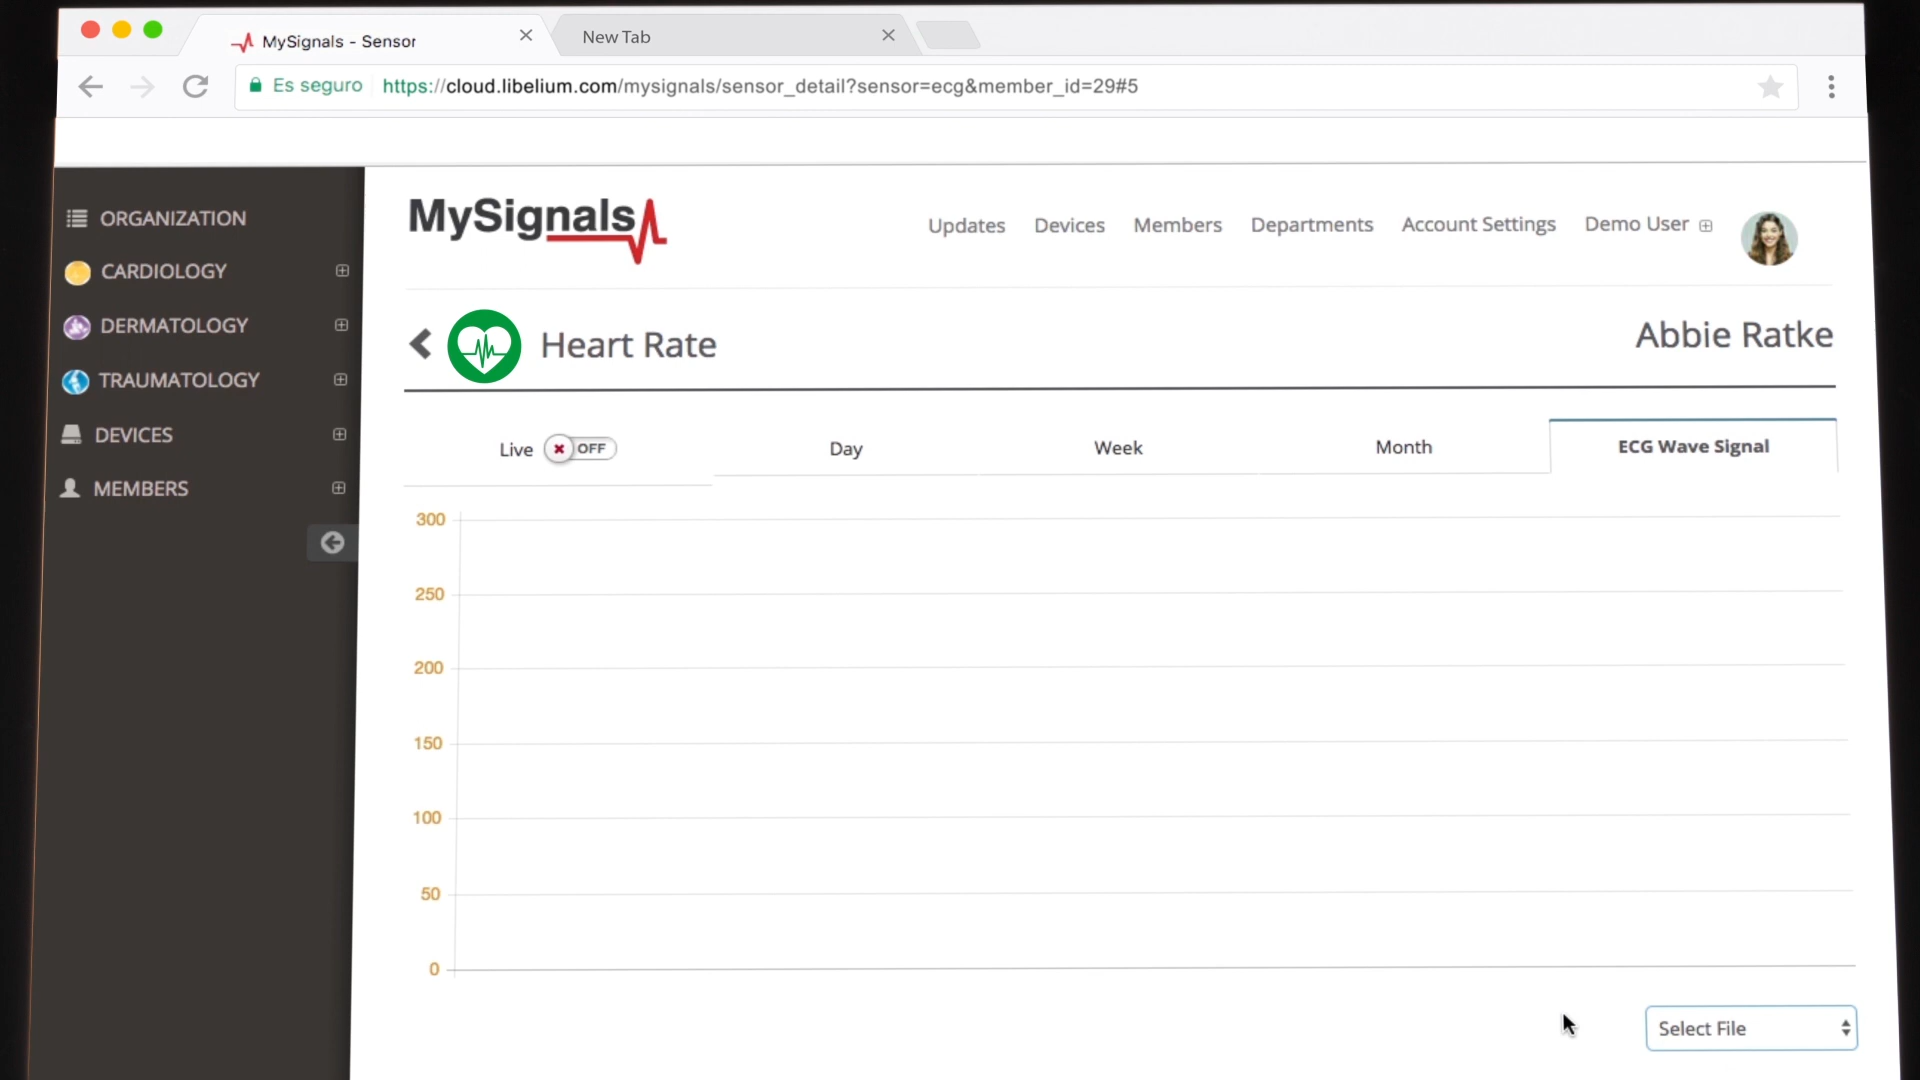 MySignals - Sensor
New Tab
Es seguro https://cloud.libelium.com/mysignals/sensor_detail?sensor=ecg&member_id=29#5
ORGANIZATION
CARDIOLOGY
DERMATOLOGY
TRAUMATOLOGY
DEVICES
MEMBERS
MySignals
Updates Devices Members Departments Account Settings Demo User
Heart Rate
Abbie Ratke
Live OFF Day Week Month ECG Wave Signal
300
250
200
150
100
50
0
Select File